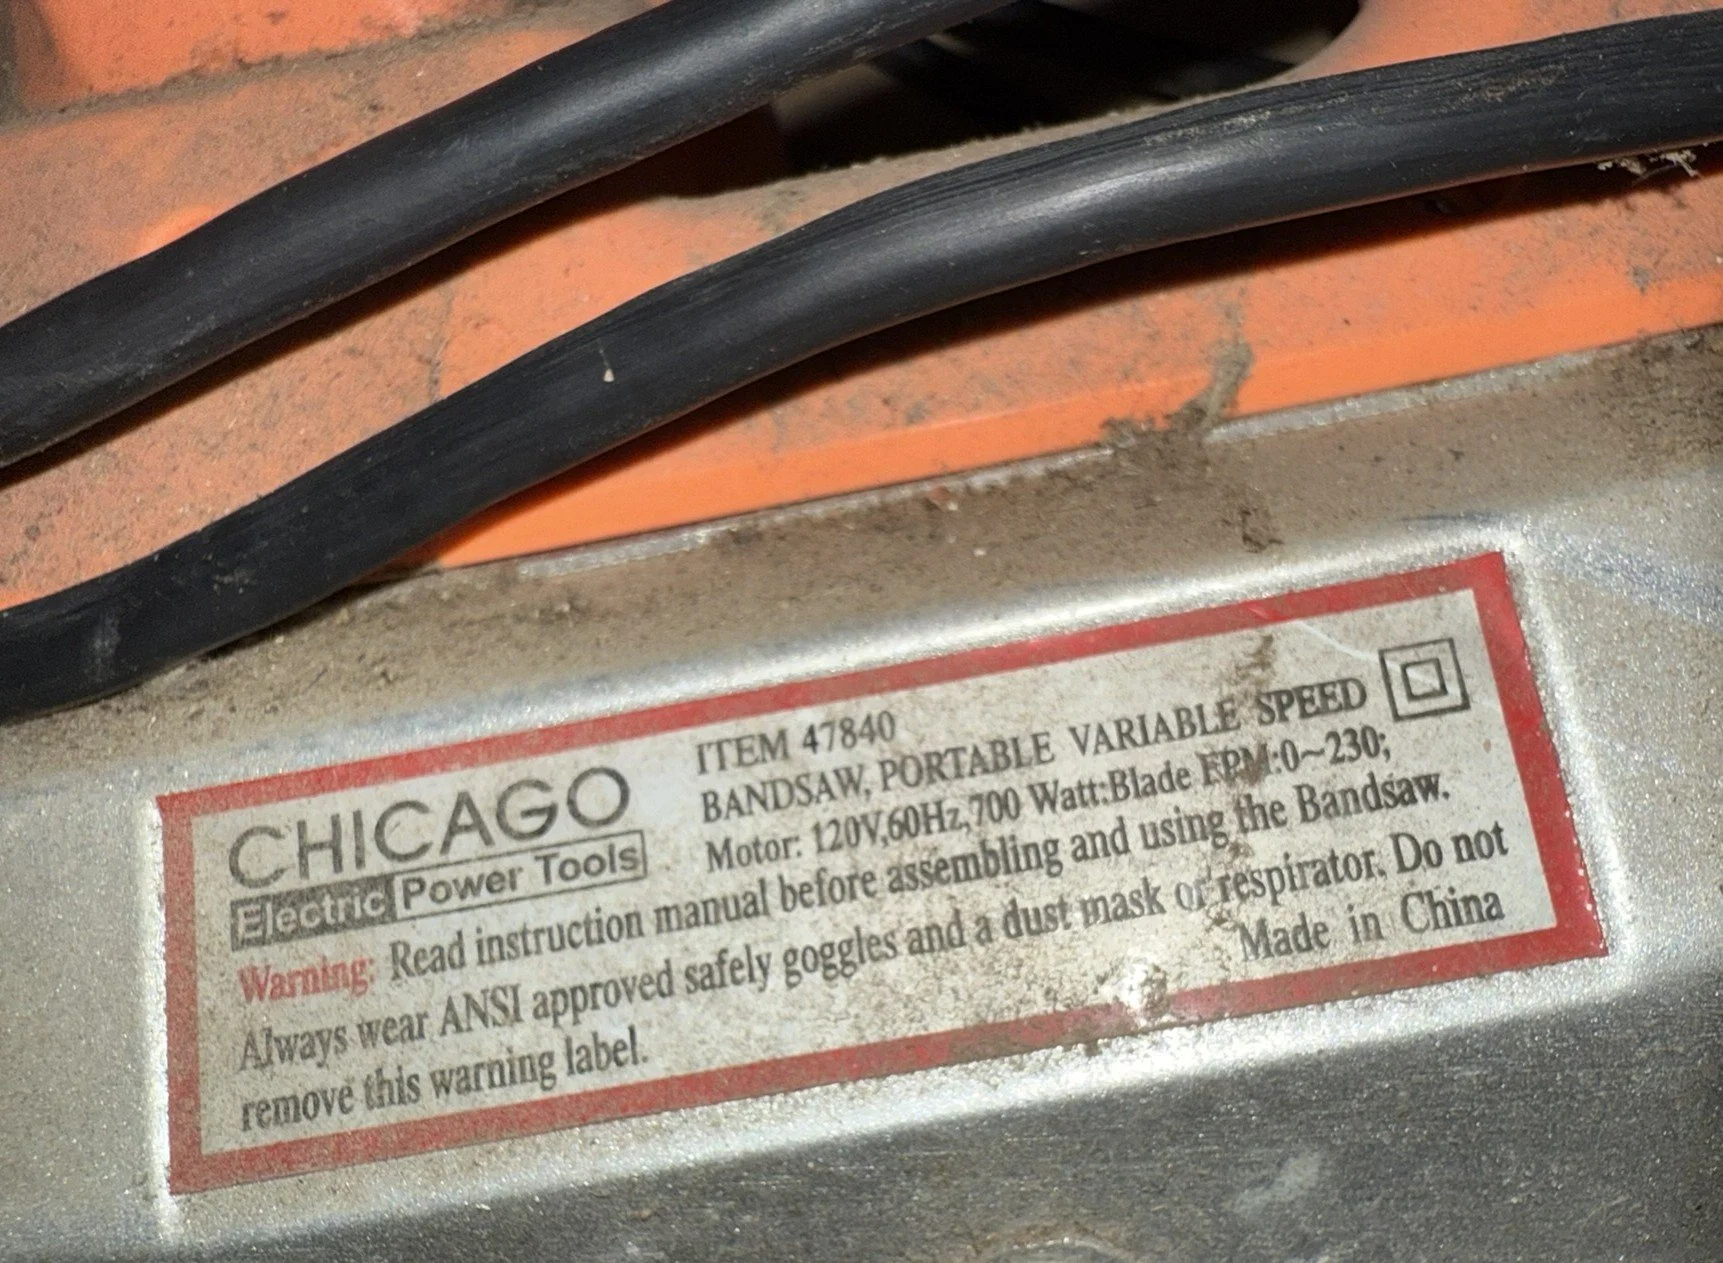 CHICAGO
Electric Power Tools
ITEM 47840
BANDSAW, PORTABLE VARIABLE SPEED
Motor: 120V,60Hz,700 Watt:Blade FPM:0~230;
Warning: Read instruction manual before assembling and using the Bandsaw.
Always wear ANSI approved safely goggles and a dust mask or respirator. Do not
remove this warning label.
Made in China